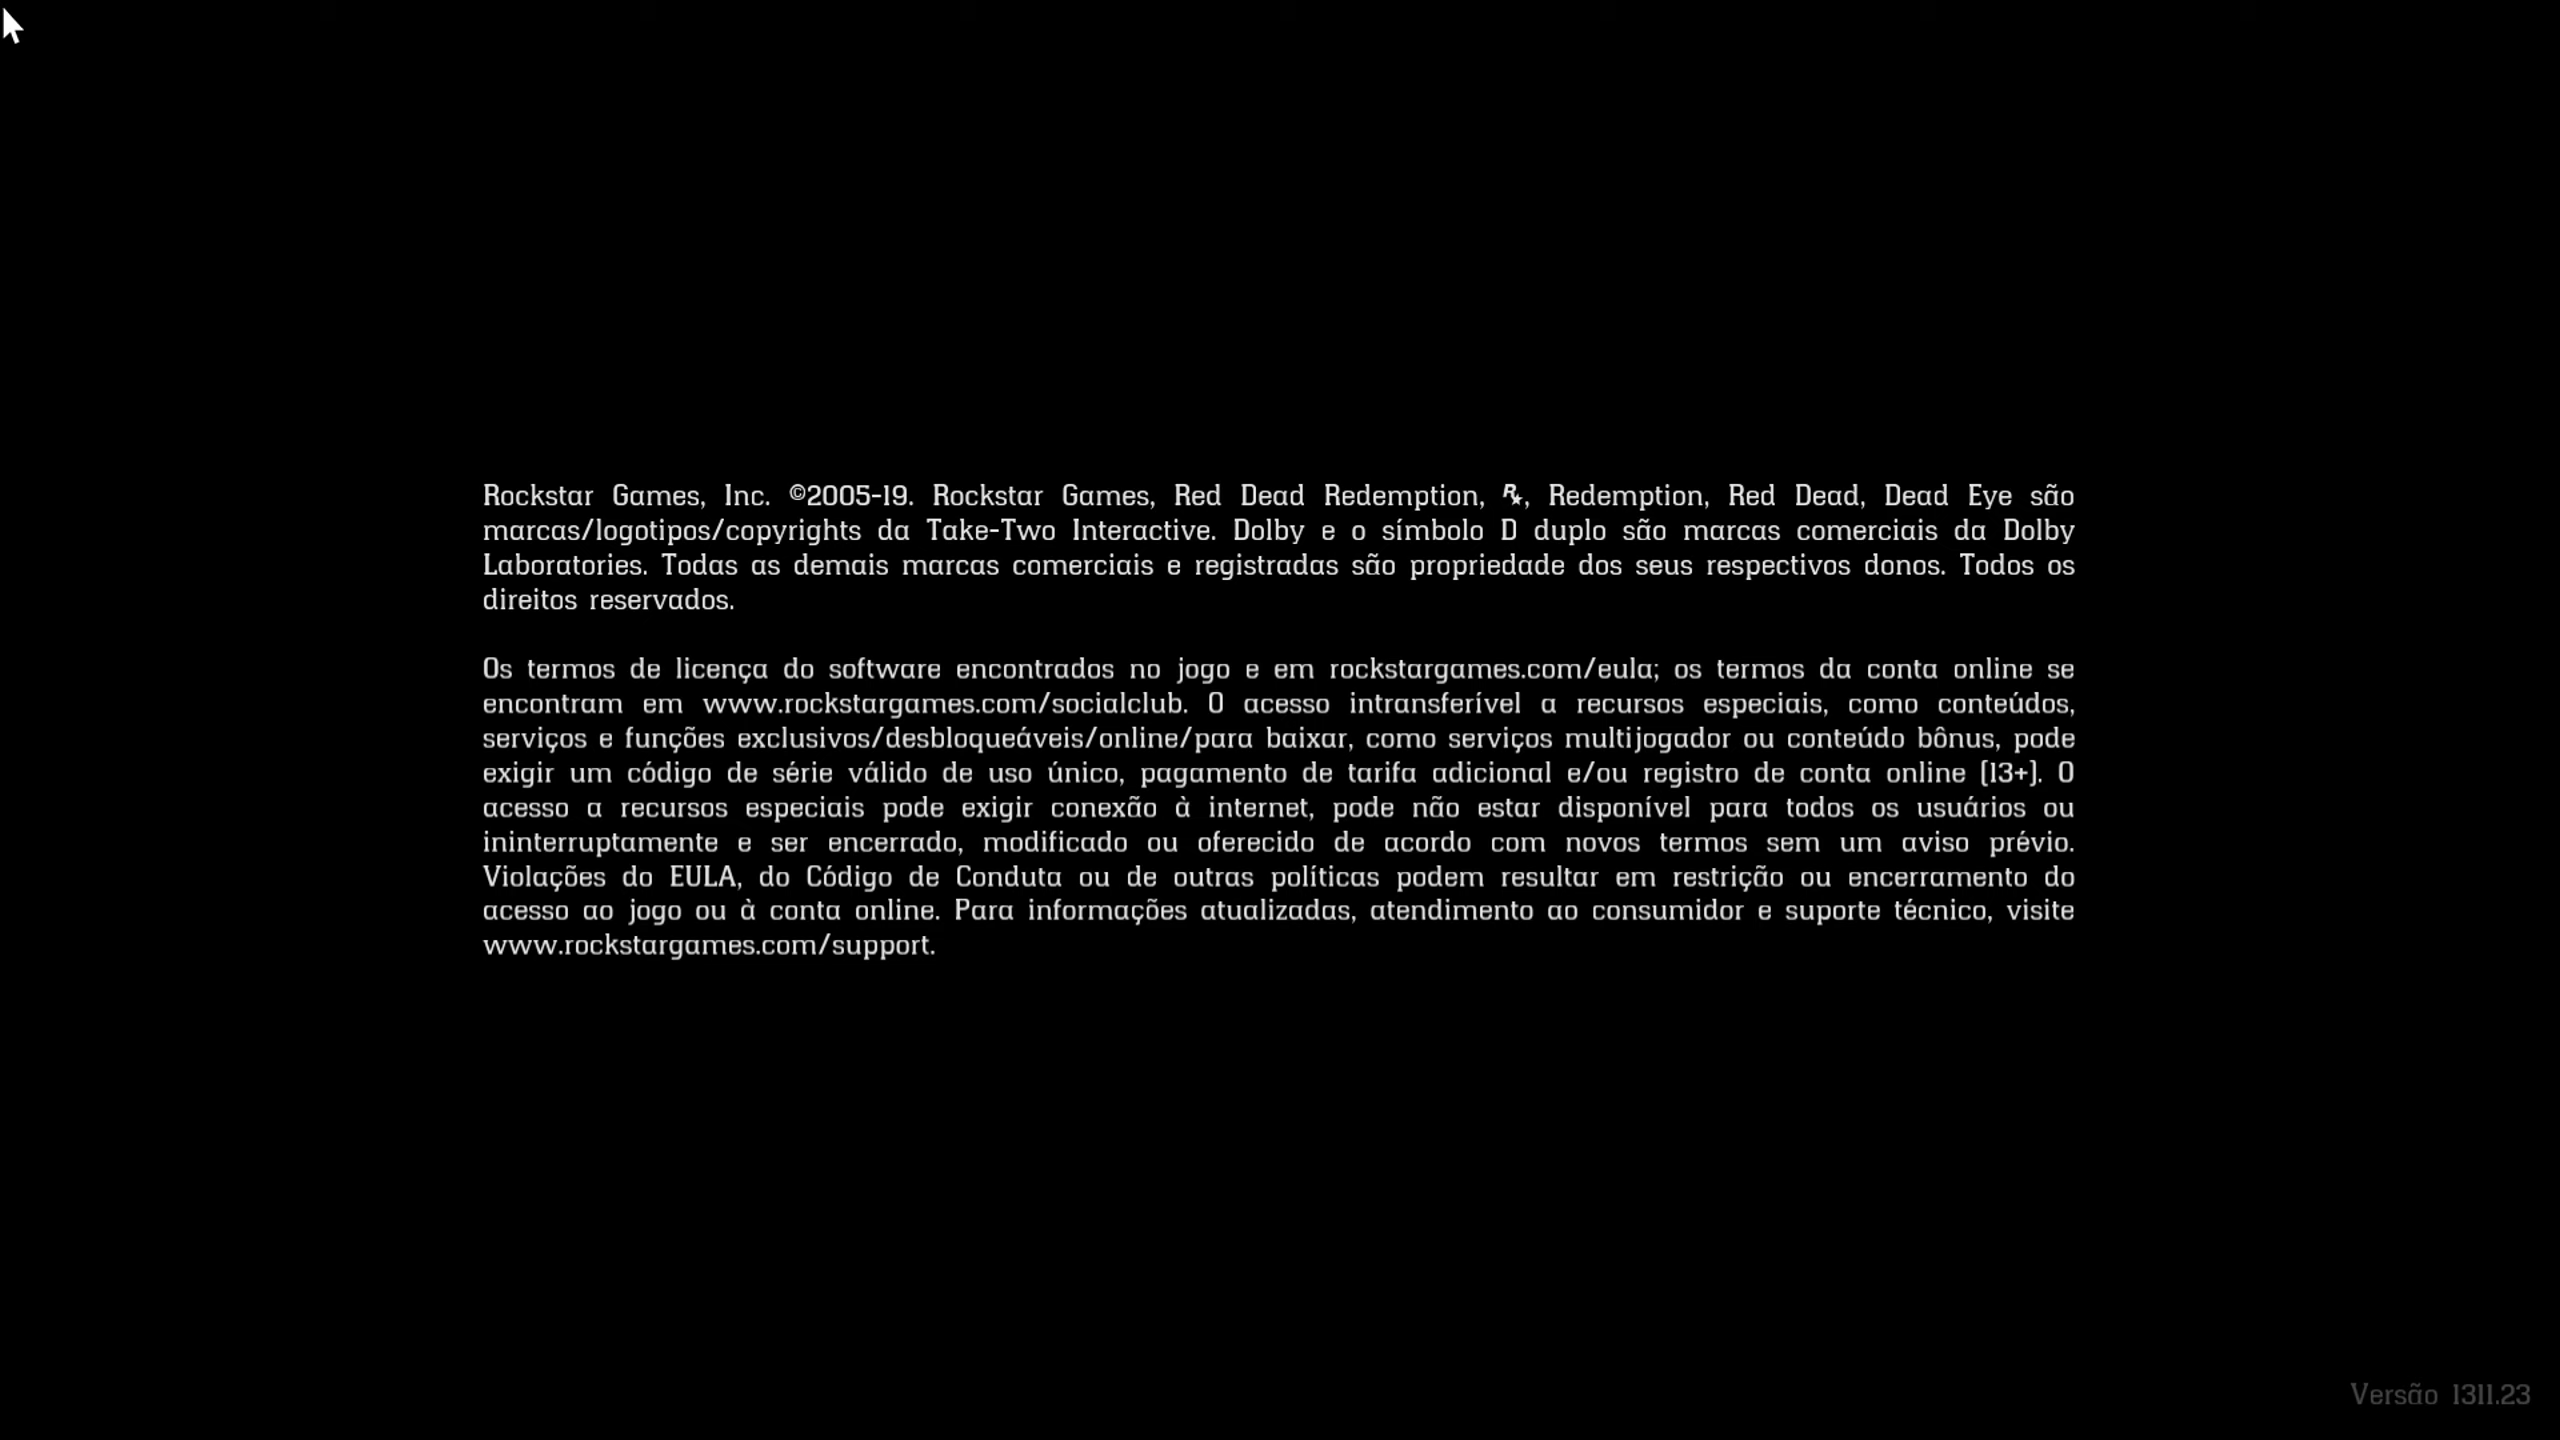 Rockstar Games, Inc. ©2005-19. Rockstar Games, Red Dead Redemption, R★, Redemption, Red Dead, Dead Eye são
marcas/logotipos/copyrights da Take-Two Interactive. Dolby e o símbolo D duplo são marcas comerciais da Dolby
Laboratories. Todas as demais marcas comerciais e registradas são propriedade dos seus respectivos donos. Todos os
direitos reservados.
Os termos de licença do software encontrados no jogo e em rockstargames.com/eula; os termos da conta online se
encontram em www.rockstargames.com/socialclub. O acesso intransferível a recursos especiais, como conteúdos,
serviços e funções exclusivos/desbloqueáveis/online/para baixar, como serviços multijogador ou conteúdo bônus, pode
exigir um código de série válido de uso único, pagamento de tarifa adicional e/ou registro de conta online (13+). O
acesso a recursos especiais pode exigir conexão à internet, pode não estar disponível para todos os usuários ou
ininterruptamente e ser encerrado, modificado ou oferecido de acordo com novos termos sem um aviso prévio.
Violações do EULA, do Código de Conduta ou de outras políticas podem resultar em restrição ou encerramento do
acesso ao jogo ou à conta online. Para informações atualizadas, atendimento ao consumidor e suporte técnico, visite
www.rockstargames.com/support.
Versão 1311.23